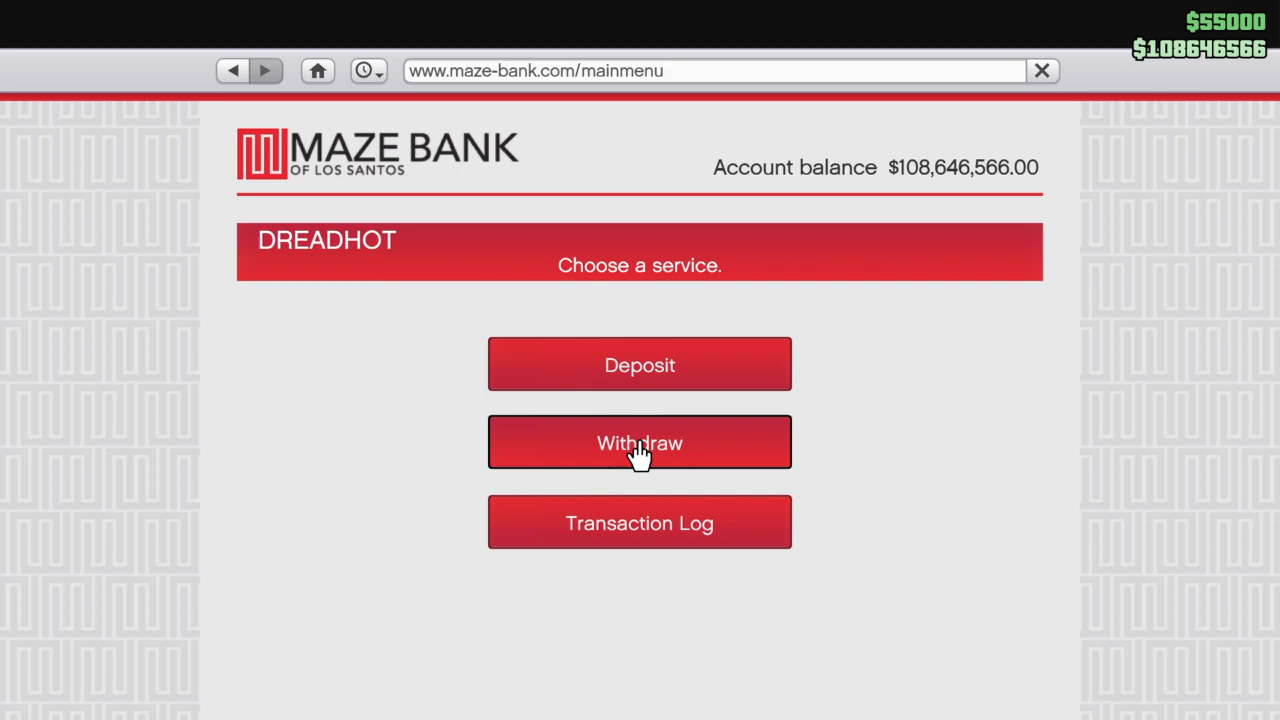 $55000
$108646566
www.maze-bank.com/mainmenu
MAZE BANK
OF LOS SANTOS
Account balance $108,646,566.00
DREADHOT
Choose a service.
Deposit
Withdraw
Transaction Log